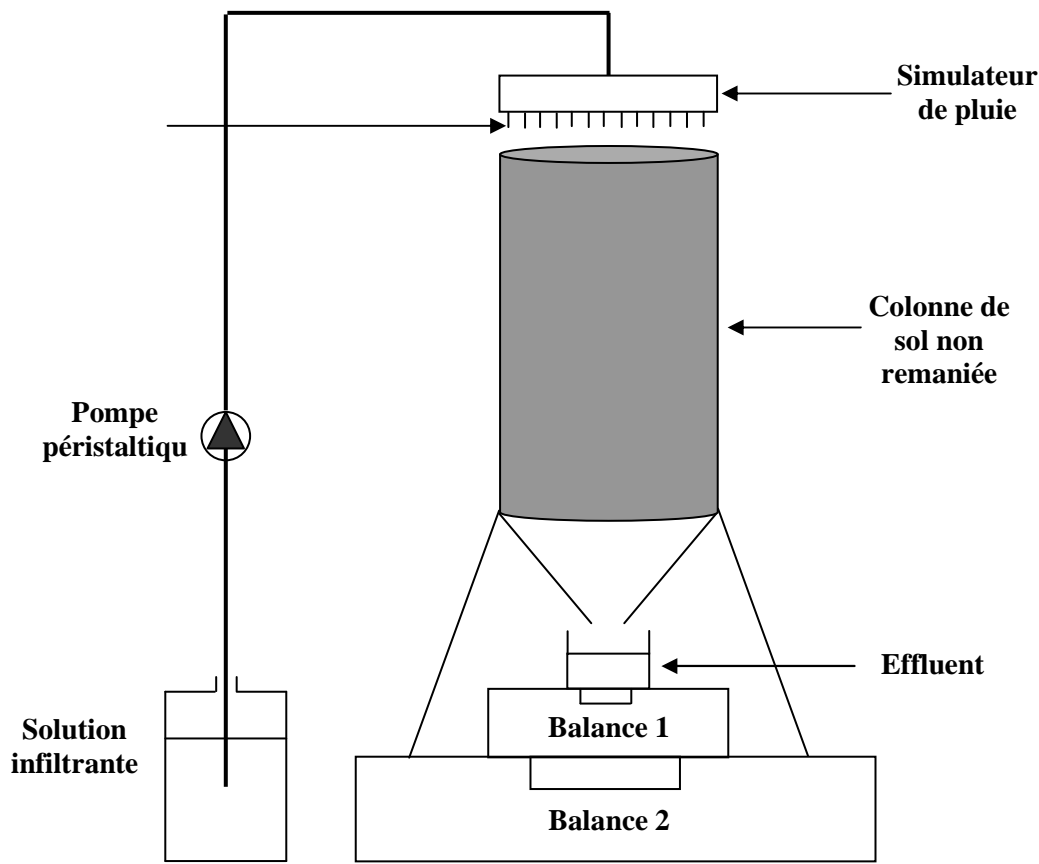 Simulateur
de pluie
Colonne de
sol non
remaniée
Pompe
péristaltiqu
Effluent
Solution
infiltrante
Balance 1
Balance 2